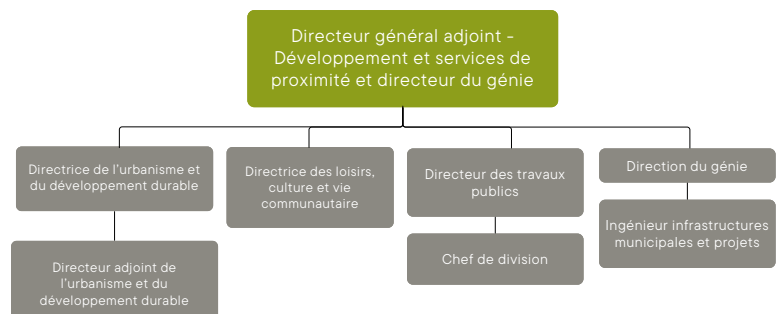 Directeur général adjoint -
Développement et services de
proximité et directeur du génie
Directrice de l'urbanisme et
du développement durable
Directrice des loisirs,
culture et vie
communautaire
Directeur des travaux
publics
Direction du génie
Directeur adjoint de
l'urbanisme et du
développement durable
Chef de division
Ingénieur infrastructures
municipales et projets